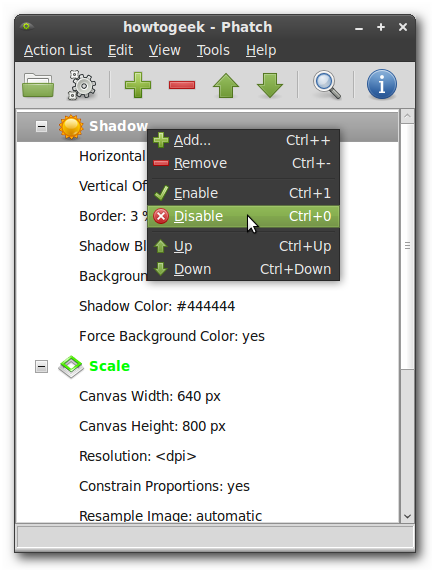 howtogeek - Phatch
Action List Edit View Tools Help
Shadow
Add... Ctrl++
Horizontal
Remove Ctrl+-
Vertical Of
Enable Ctrl+1
Border: 3 %
Disable Ctrl+0
Shadow Bl
Up Ctrl+Up
Background
Down Ctrl+Down
Shadow Color: #444444
Force Background Color: yes
Scale
Canvas Width: 640 px
Canvas Height: 800 px
Resolution: <dpi>
Constrain Proportions: yes
Resample Image: automatic